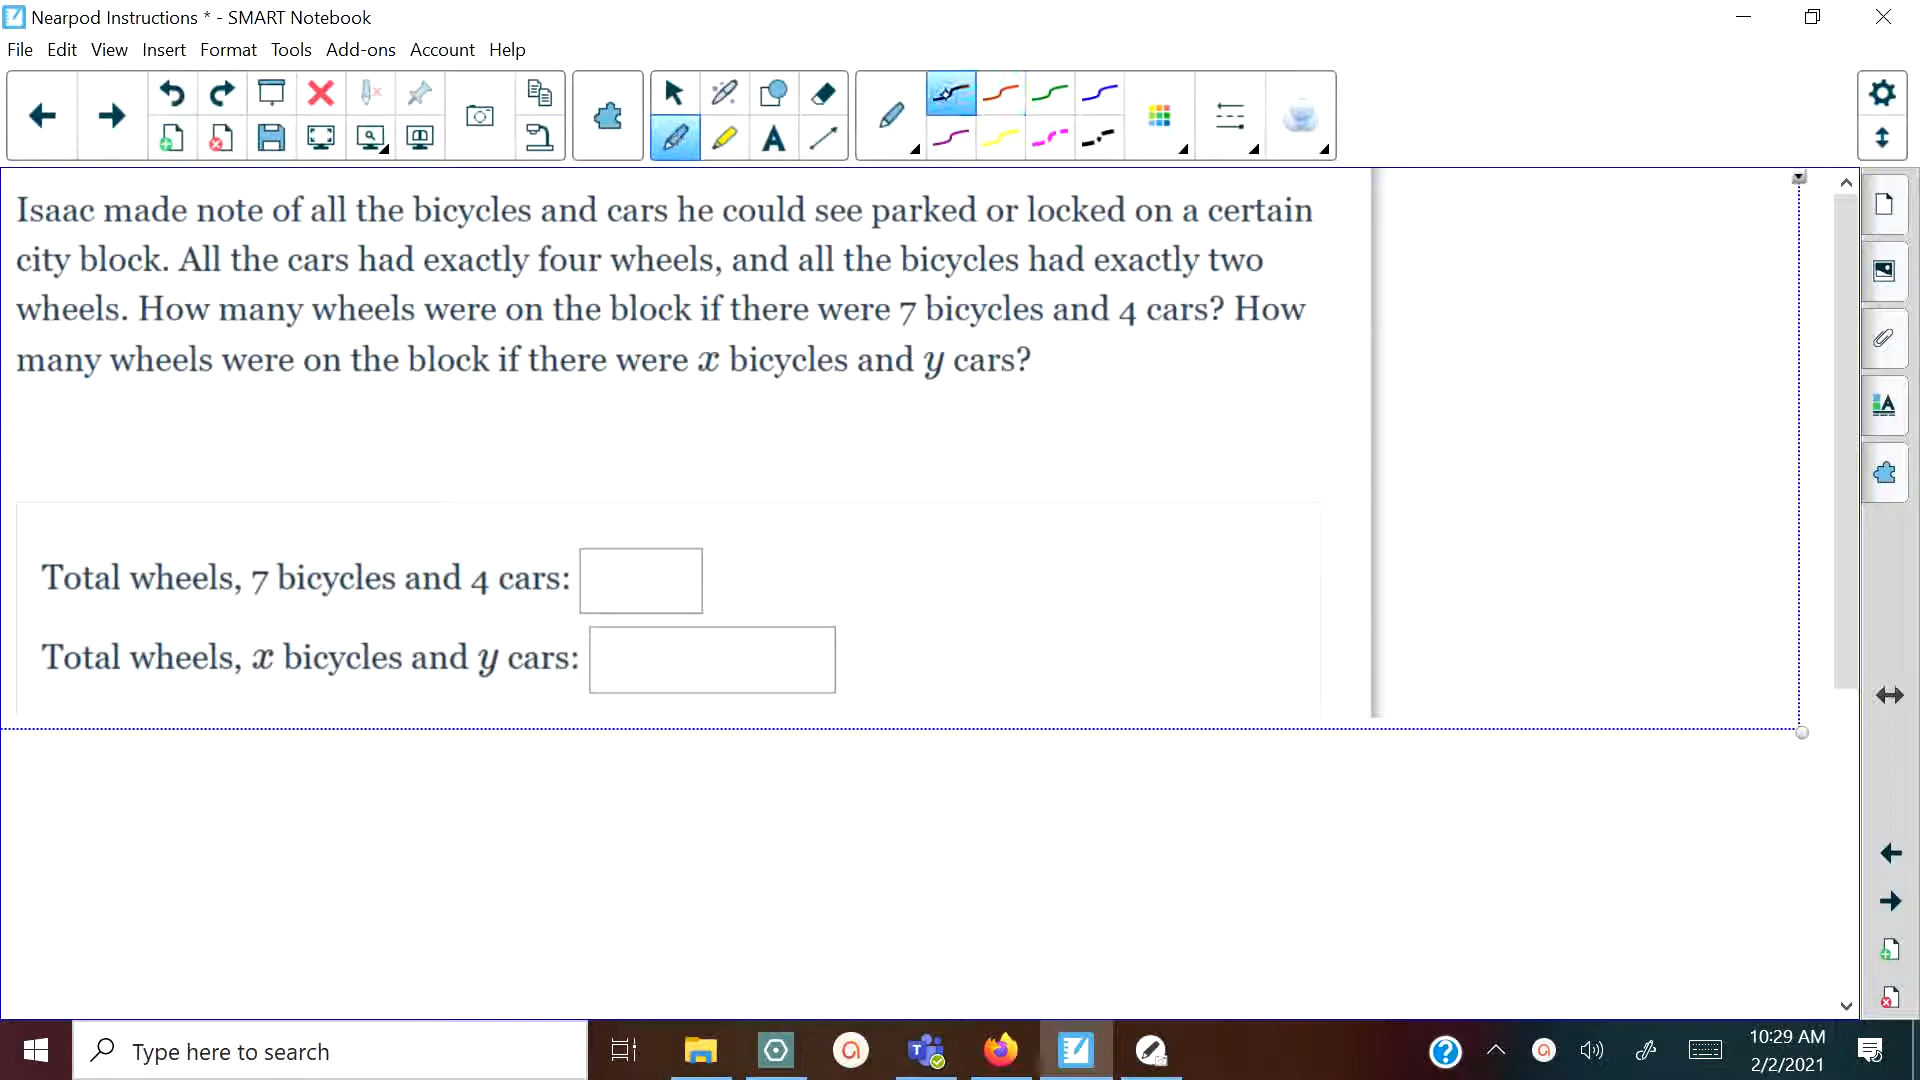 Nearpod Instructions * - SMART Notebook
File Edit View Insert Format Tools Add-ons Account Help
Isaac made note of all the bicycles and cars he could see parked or locked on a certain
city block. All the cars had exactly four wheels, and all the bicycles had exactly two
wheels. How many wheels were on the block if there were 7 bicycles and 4 cars? How
many wheels were on the block if there were x bicycles and y cars?
Total wheels, 7 bicycles and 4 cars:
Total wheels, x bicycles and y cars:
Type here to search
10:29 AM
2/2/2021